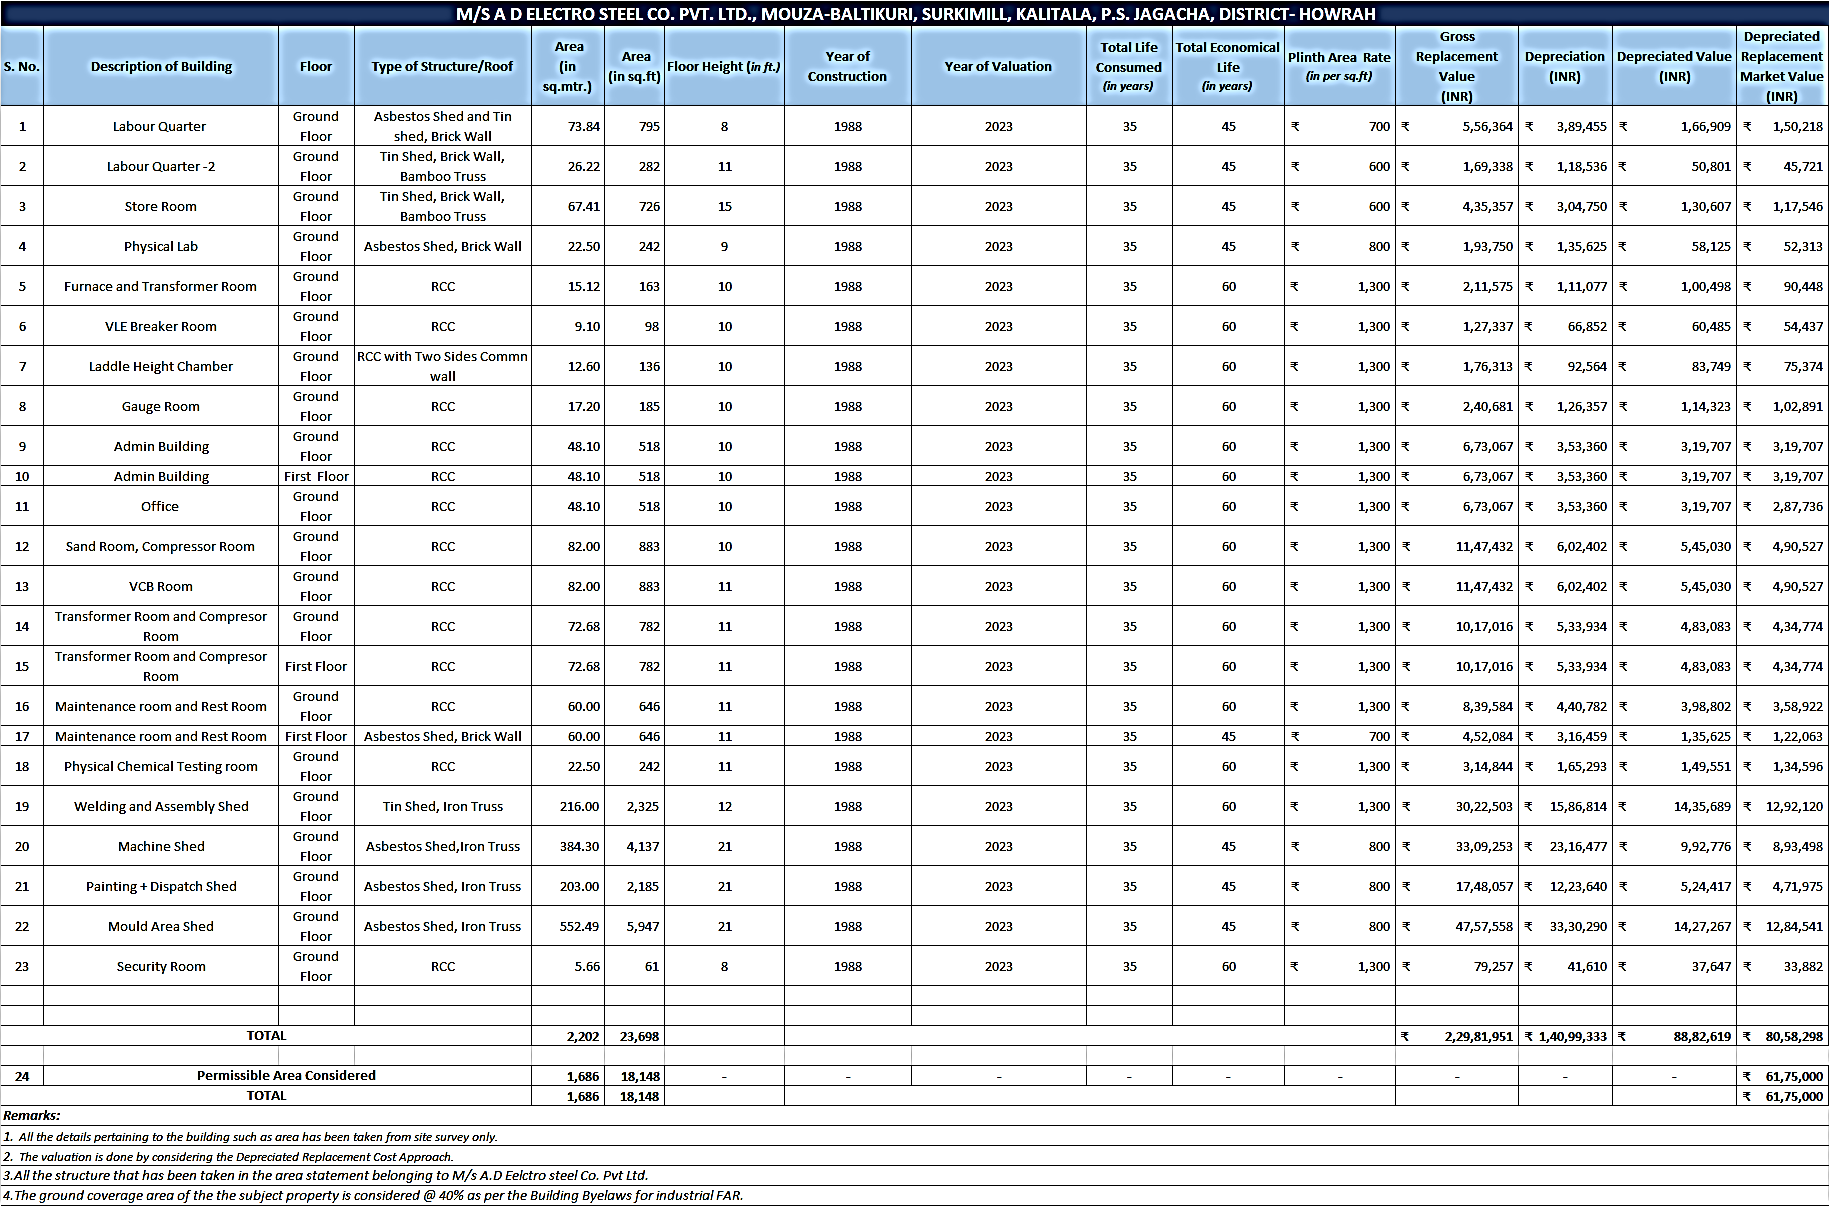 M/S A D ELECTRO STEEL CO. PVT. LTD., MOUZA-BALTIKURI, SURKIMILL, KALITALA, P.S. JAGACHA, DISTRICT- HOWRAH
S. No. Description of Building Floor Type of Structure/Roof Area (in sq.mtr.) Area (in sq.ft) Floor Height (in ft.) Year of Construction Year of Valuation Total Life Consumed (in years) Total Economical Life (in years) Plinth Area Rate (in per sq.ft) Gross Replacement Value (INR) Depreciation (INR) Depreciated Value (INR) Depreciated Replacement Market Value (INR)
1 Labour Quarter Ground Floor Asbestos Shed and Tin shed, Brick Wall 73.84 795 8 1988 2023 35 45 ₹ 700 ₹ 5,56,364 ₹ 3,89,455 ₹ 1,66,909 ₹ 1,50,218
2 Labour Quarter -2 Ground Floor Tin Shed, Brick Wall, Bamboo Truss 26.22 282 11 1988 2023 35 45 ₹ 600 ₹ 1,69,338 ₹ 1,18,536 ₹ 50,801 ₹ 45,721
3 Store Room Ground Floor Tin Shed, Brick Wall, Bamboo Truss 67.41 726 15 1988 2023 35 45 ₹ 600 ₹ 4,35,357 ₹ 3,04,750 ₹ 1,30,607 ₹ 1,17,546
4 Physical Lab Ground Floor Asbestos Shed, Brick Wall 22.50 242 9 1988 2023 35 45 ₹ 800 ₹ 1,93,750 ₹ 1,35,625 ₹ 58,125 ₹ 52,313
5 Furnace and Transformer Room Ground Floor RCC 15.12 163 10 1988 2023 35 60 ₹ 1,300 ₹ 2,11,575 ₹ 1,11,077 ₹ 1,00,498 ₹ 90,448
6 VLE Breaker Room Ground Floor RCC 9.10 98 10 1988 2023 35 60 ₹ 1,300 ₹ 1,27,337 ₹ 66,852 ₹ 60,485 ₹ 54,437
7 Laddle Height Chamber Ground Floor RCC with Two Sides Commn wall 12.60 136 10 1988 2023 35 60 ₹ 1,300 ₹ 1,76,313 ₹ 92,564 ₹ 83,749 ₹ 75,374
8 Gauge Room Ground Floor RCC 17.20 185 10 1988 2023 35 60 ₹ 1,300 ₹ 2,40,681 ₹ 1,26,357 ₹ 1,14,323 ₹ 1,02,891
9 Admin Building Ground Floor RCC 48.10 518 10 1988 2023 35 60 ₹ 1,300 ₹ 6,73,067 ₹ 3,53,360 ₹ 3,19,707 ₹ 3,19,707
10 Admin Building First Floor RCC 48.10 518 10 1988 2023 35 60 ₹ 1,300 ₹ 6,73,067 ₹ 3,53,360 ₹ 3,19,707 ₹ 3,19,707
11 Office Ground Floor RCC 48.10 518 10 1988 2023 35 60 ₹ 1,300 ₹ 6,73,067 ₹ 3,53,360 ₹ 3,19,707 ₹ 2,87,736
12 Sand Room, Compressor Room Ground Floor RCC 82.00 883 10 1988 2023 35 60 ₹ 1,300 ₹ 11,47,432 ₹ 6,02,402 ₹ 5,45,030 ₹ 4,90,527
13 VCB Room Ground Floor RCC 82.00 883 11 1988 2023 35 60 ₹ 1,300 ₹ 11,47,432 ₹ 6,02,402 ₹ 5,45,030 ₹ 4,90,527
14 Transformer Room and Compresor Room Ground Floor RCC 72.68 782 11 1988 2023 35 60 ₹ 1,300 ₹ 10,17,016 ₹ 5,33,934 ₹ 4,83,083 ₹ 4,34,774
15 Transformer Room and Compresor Room First Floor RCC 72.68 782 11 1988 2023 35 60 ₹ 1,300 ₹ 10,17,016 ₹ 5,33,934 ₹ 4,83,083 ₹ 4,34,774
16 Maintenance room and Rest Room Ground Floor RCC 60.00 646 11 1988 2023 35 60 ₹ 1,300 ₹ 8,39,584 ₹ 4,40,782 ₹ 3,98,802 ₹ 3,58,922
17 Maintenance room and Rest Room First Floor Asbestos Shed, Brick Wall 60.00 646 11 1988 2023 35 45 ₹ 700 ₹ 4,52,084 ₹ 3,16,459 ₹ 1,35,625 ₹ 1,22,063
18 Physical Chemical Testing room Ground Floor RCC 22.50 242 11 1988 2023 35 60 ₹ 1,300 ₹ 3,14,844 ₹ 1,65,293 ₹ 1,49,551 ₹ 1,34,596
19 Welding and Assembly Shed Ground Floor Tin Shed, Iron Truss 216.00 2,325 12 1988 2023 35 60 ₹ 1,300 ₹ 30,22,503 ₹ 15,86,814 ₹ 14,35,689 ₹ 12,92,120
20 Machine Shed Ground Floor Asbestos Shed,Iron Truss 384.30 4,137 21 1988 2023 35 45 ₹ 800 ₹ 33,09,253 ₹ 23,16,477 ₹ 9,92,776 ₹ 8,93,498
21 Painting + Dispatch Shed Ground Floor Asbestos Shed, Iron Truss 203.00 2,185 21 1988 2023 35 45 ₹ 800 ₹ 17,48,057 ₹ 12,23,640 ₹ 5,24,417 ₹ 4,71,975
22 Mould Area Shed Ground Floor Asbestos Shed, Iron Truss 552.49 5,947 21 1988 2023 35 45 ₹ 800 ₹ 47,57,558 ₹ 33,30,290 ₹ 14,27,267 ₹ 12,84,541
23 Security Room Ground Floor RCC 5.66 61 8 1988 2023 35 60 ₹ 1,300 ₹ 79,257 ₹ 41,610 ₹ 37,647 ₹ 33,882
TOTAL 2,202 23,698 ₹ 2,29,81,951 ₹ 1,40,99,333 ₹ 88,82,619 ₹ 80,58,298
24 Permissible Area Considered 1,686 18,148 - - - - - - - - - ₹ 61,75,000
TOTAL 1,686 18,148 ₹ 61,75,000
Remarks:
1. All the details pertaining to the building such as area has been taken from site survey only.
2. The valuation is done by considering the Depreciated Replacement Cost Approach.
3.All the structure that has been taken in the area statement belonging to M/s A.D Eelctro steel Co. Pvt Ltd.
4.The ground coverage area of the the subject property is considered @ 40% as per the Building Byelaws for industrial FAR.